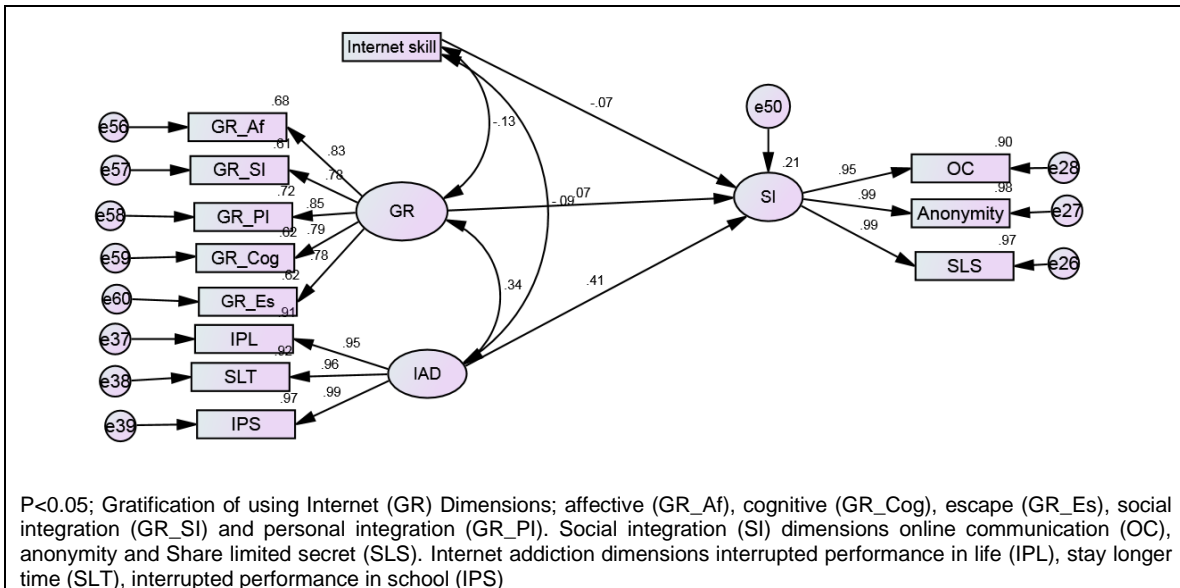 Internet skill
-.07
e50
.68
e56
GR_Af
.83
-.13
.61
e57
GR_SI
.78
.21
.90
.95
OC
e28
.72
e58
GR_PI
.85
GR
-.09
.07
SI
.99
.98
Anonymity
e27
.62
e59
GR_Cog
.79
.99
.97
SLS
e26
.62
e60
GR_Es
.78
.34
.41
.91
e37
IPL
.95
.92
e38
SLT
.96
IAD
.97
e39
IPS
.99
P<0.05; Gratification of using Internet (GR) Dimensions; affective (GR_Af), cognitive (GR_Cog), escape (GR_Es), social
integration (GR_SI) and personal integration (GR_PI). Social integration (SI) dimensions online communication (OC),
anonymity and Share limited secret (SLS). Internet addiction dimensions interrupted performance in life (IPL), stay longer
time (SLT), interrupted performance in school (IPS)